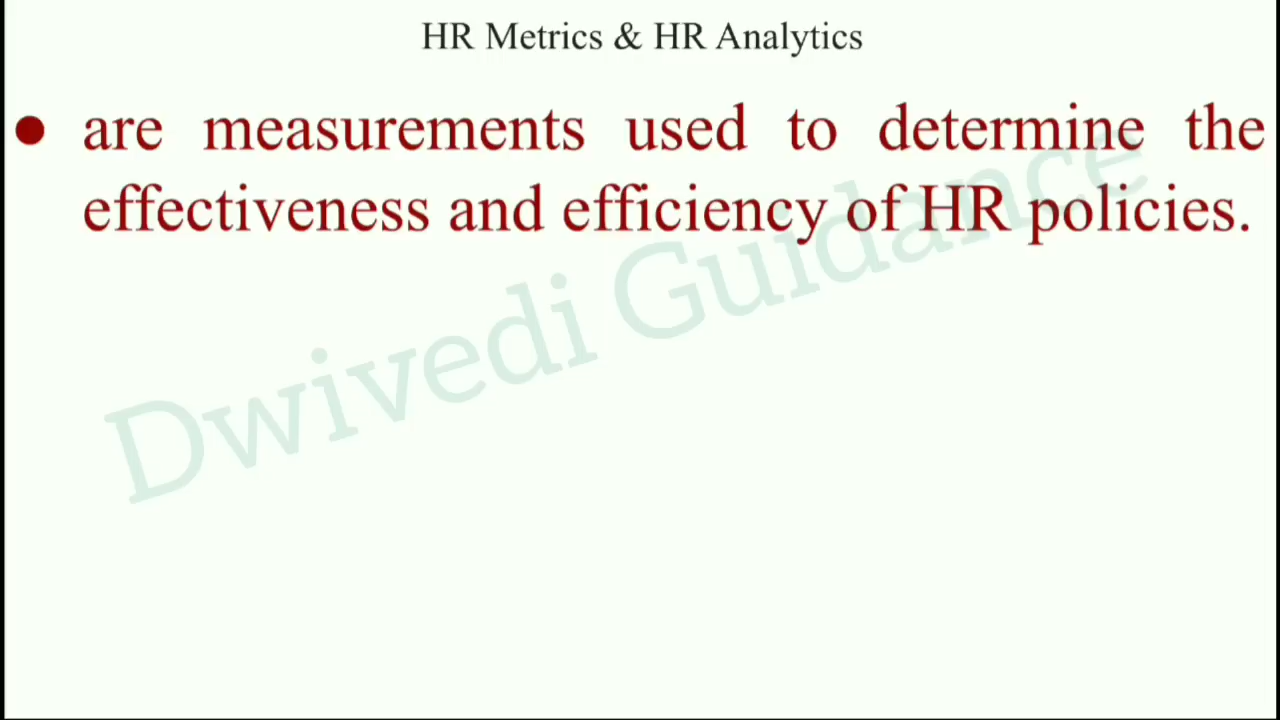 HR Metrics & HR Analytics
● are measurements used to determine the
effectiveness and efficiency of HR policies.
Dwivedi Guidance